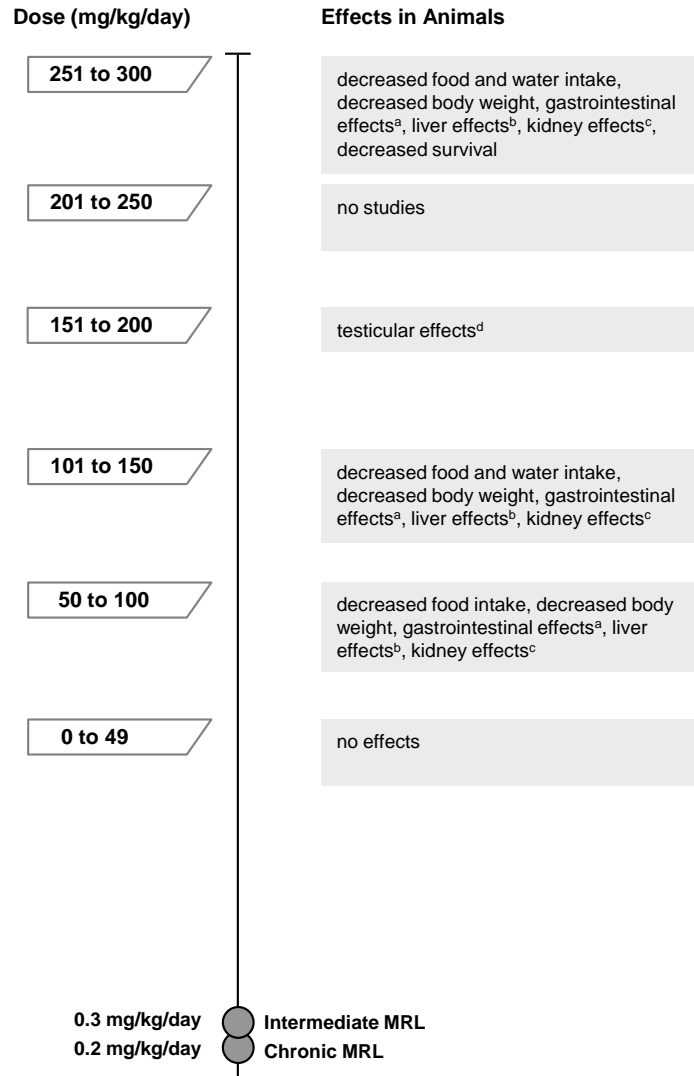 Dose (mg/kg/day) Effects in Animals
251 to 300
decreased food and water intake,
decreased body weight, gastrointestinal
effectsᵃ, liver effectsᵇ, kidney effectsᶜ,
decreased survival
201 to 250
no studies
151 to 200
testicular effectsᵈ
101 to 150
decreased food and water intake,
decreased body weight, gastrointestinal
effectsᵃ, liver effectsᵇ, kidney effectsᶜ
50 to 100
decreased food intake, decreased body
weight, gastrointestinal effectsᵃ, liver
effectsᵇ, kidney effectsᶜ
0 to 49
no effects
0.3 mg/kg/day Intermediate MRL
0.2 mg/kg/day Chronic MRL